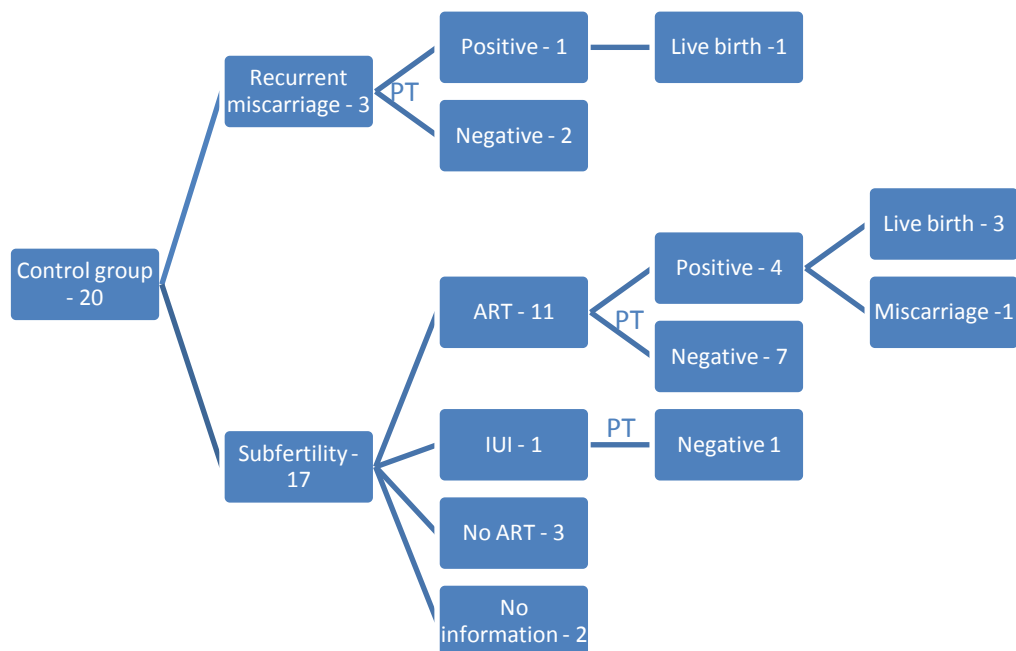 Control group
- 20
Recurrent
miscarriage - 3
PT
Positive - 1
Live birth -1
Negative - 2
Subfertility -
17
ART - 11
PT
Positive - 4
Live birth - 3
Miscarriage -1
Negative - 7
IUI - 1
PT
Negative 1
No ART - 3
No
information - 2